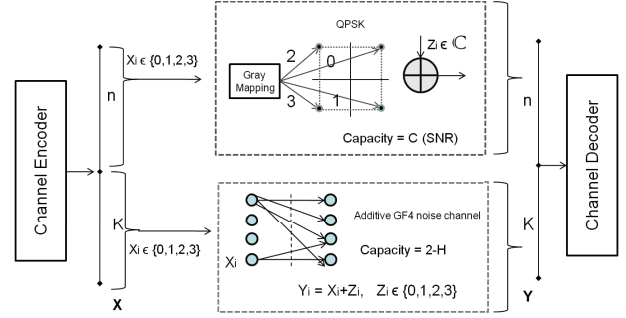 Channel Encoder
n
Xi ϵ {0,1,2,3}
K
Xi ϵ {0,1,2,3}
X
QPSK
Gray
Mapping
2
0
3
1
Zi ϵ ℂ
Capacity = C (SNR)
Additive GF4 noise channel
Capacity = 2-H
Xi
Yi = Xi+Zi, Zi ϵ {0,1,2,3}
n
K
Y
Channel Decoder